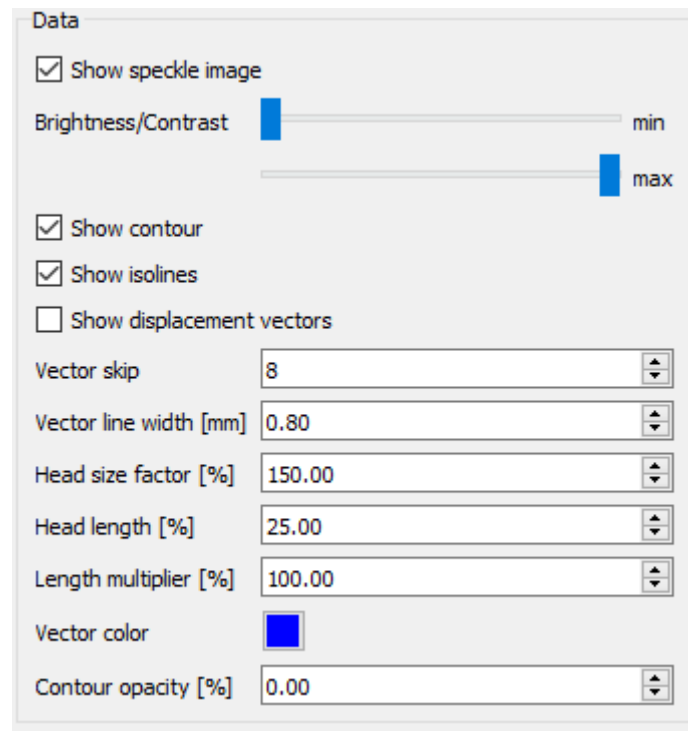 Data
Show speckle image
Brightness/Contrast min
max
Show contour
Show isolines
Show displacement vectors
Vector skip 8
Vector line width [mm] 0.80
Head size factor [%] 150.00
Head length [%] 25.00
Length multiplier [%] 100.00
Vector color
Contour opacity [%] 0.00